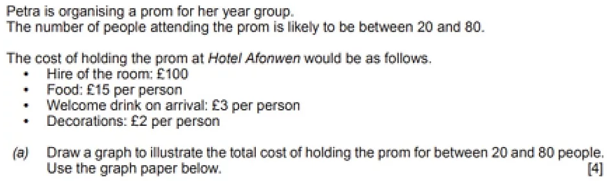 Petra is organising a prom for her year group.
The number of people attending the prom is likely to be between 20 and 80.
The cost of holding the prom at Hotel Afonwen would be as follows.
• Hire of the room: £100
• Food: £15 per person
• Welcome drink on arrival: £3 per person
• Decorations: £2 per person
(a) Draw a graph to illustrate the total cost of holding the prom for between 20 and 80 people.
Use the graph paper below. [4]